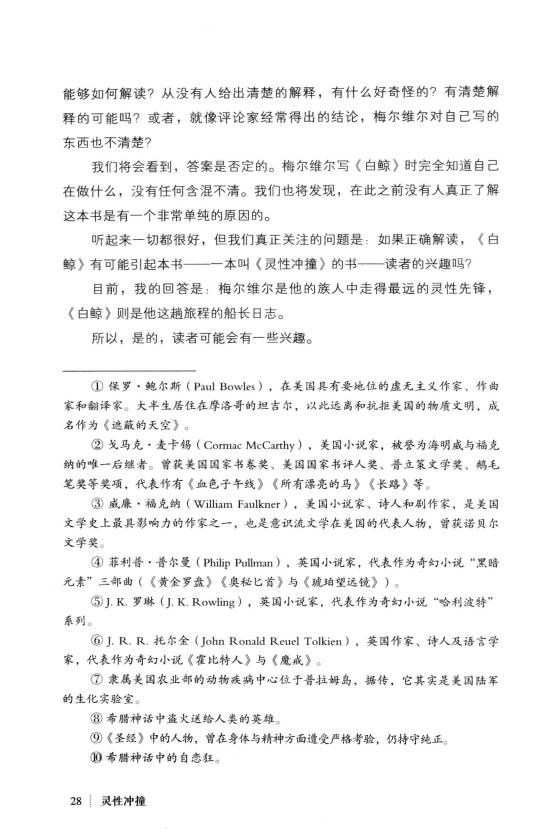 能够如何解读？从没有人给出清楚的解释，有什么好奇怪的？有清楚解
释的可能吗？或者，就像评论家经常得出的结论，梅尔维尔对自己写的
东西也不清楚？
我们将会看到，答案是否定的。梅尔维尔写《白鲸》时完全知道自己
在做什么，没有任何含混不清。我们也将发现，在此之前没有人真正了解
这本书是有一个非常单纯的原因的。
听起来一切都很好，但我们真正关注的问题是：如果正确解读，《白
鲸》有可能引起本书——一本叫《灵性冲撞》的书——读者的兴趣吗？
目前，我的回答是：梅尔维尔是他的族人中走得最远的灵性先锋，
《白鲸》则是他这趟旅程的船长日志。
所以，是的，读者可能会有一些兴趣。
① 保罗·鲍尔斯（Paul Bowles），在美国具有要地位的虚无主义作家、作曲
家和翻译家。大半生居住在摩洛哥的坦吉尔，以此远离和抗拒美国的物质文明，成
名作为《遮蔽的天空》。
② 戈马克·麦卡锡（Cormac McCarthy），美国小说家，被誉为海明威与福克
纳的唯一后继者。曾获美国国家书卷奖、美国国家书评人奖、普立策文学奖、鹅毛
笔奖等奖项，代表作有《血色子午线》《所有漂亮的马》《长路》等。
③ 威廉·福克纳（William Faulkner），美国小说家、诗人和剧作家，是美国
文学史上最具影响力的作家之一，也是意识流文学在美国的代表人物，曾获诺贝尔
文学奖。
④ 菲利普·普尔曼（Philip Pullman），英国小说家，代表作为奇幻小说“黑暗
元素”三部曲（《黄金罗盘》《奥秘匕首》与《琥珀望远镜》）。
⑤ J. K. 罗琳（J. K. Rowling），英国小说家，代表作为奇幻小说“哈利波特”
系列。
⑥ J. R. R. 托尔金（John Ronald Reuel Tolkien），英国作家、诗人及语言学
家，代表作为奇幻小说《霍比特人》与《魔戒》。
⑦ 隶属美国农业部的动物疾病中心位于普拉姆岛，据传，它其实是美国陆军
的生化实验室。
⑧ 希腊神话中盗火送给人类的英雄。
⑨《圣经》中的人物，曾在身体与精神方面遭受严格考验，仍持守纯正。
⑩ 希腊神话中的自恋狂。
28 ┊ 灵性冲撞